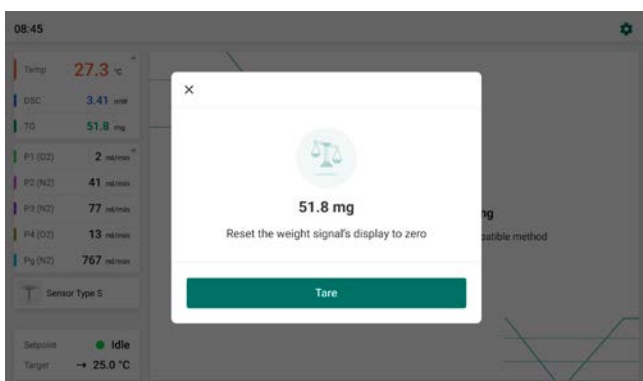 08:45
Temp 27.3 °C
DSC 3.41 mW
TG 51.8 mg
P1 (O2) 2 ml/min
P2 (N2) 41 ml/min
P3 (N2) 77 ml/min
P4 (O2) 13 ml/min
Pg (N2) 767 ml/min
Sensor Type S
Setpoint Idle
Target → 25.0 °C
×
51.8 mg
Reset the weight signal's display to zero
Tare
ng
patible method